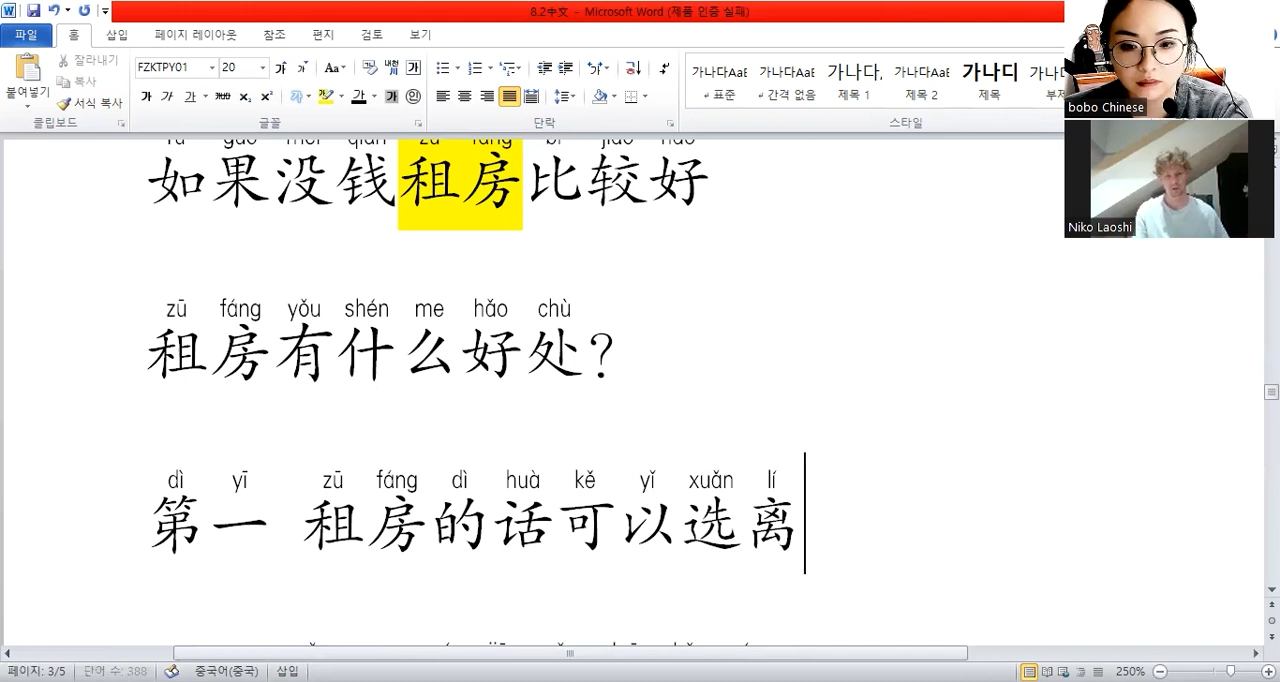 8.2中文 - Microsoft Word (제품 인증 실패)
파일 홈 삽입 페이지 레이아웃 참조 편지 검토 보기
붙여넣기
잘라내기
복사
서식 복사
클립보드
FZKTPY01 20
글꼴
단락
가나다AaB 가나다AaB 가나다, 가나다AaE 가나다 가나다
표준 간격 없음 제목 1 제목 2 제목 부제
스타일
bobo Chinese
Niko Laoshi
如果没钱租房比较好
zū fáng yǒu shén me hǎo chù
租房有什么好处?
dì yī zū fáng dì huà kě yǐ xuǎn lí
第一 租房的话可以选离
페이지: 3/5 단어 수: 388 중국어(중국) 삽입 250%